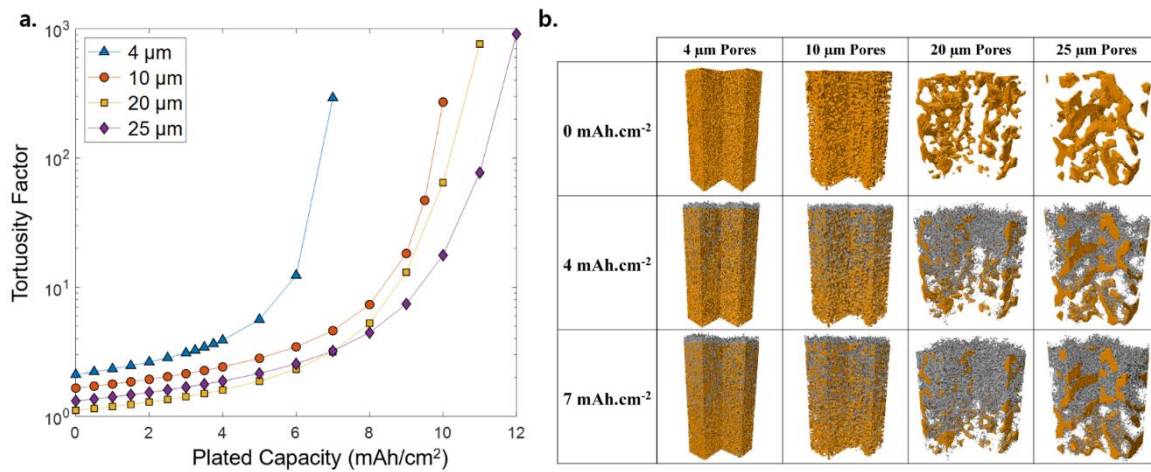 a.
10³
10²
10¹
10⁰
Tortuosity Factor
4 µm
10 µm
20 µm
25 µm
0 2 4 6 8 10 12
Plated Capacity (mAh/cm²)
b.
4 µm Pores 10 µm Pores 20 µm Pores 25 µm Pores
0 mAh.cm⁻²
4 mAh.cm⁻²
7 mAh.cm⁻²